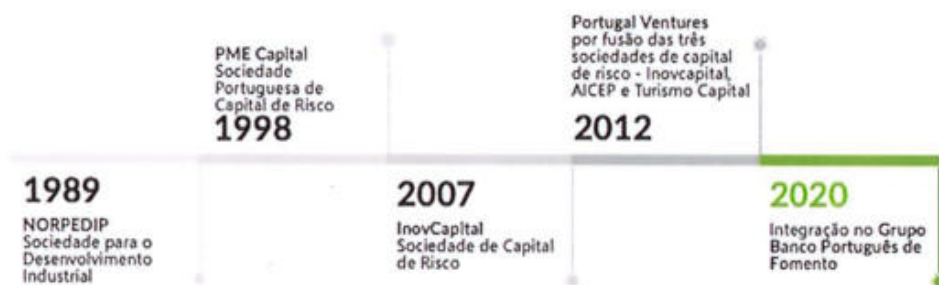 1989
NORPEDIP
Sociedade para o
Desenvolvimento
Industrial
PME Capital
Sociedade
Portuguesa de
Capital de Risco
1998
2007
InovCapital
Sociedade de Capital
de Risco
Portugal Ventures
por fusão das três
sociedades de capital
de risco - Inovcapital,
AICEP e Turismo Capital
2012
2020
Integração no Grupo
Banco Português de
Fomento